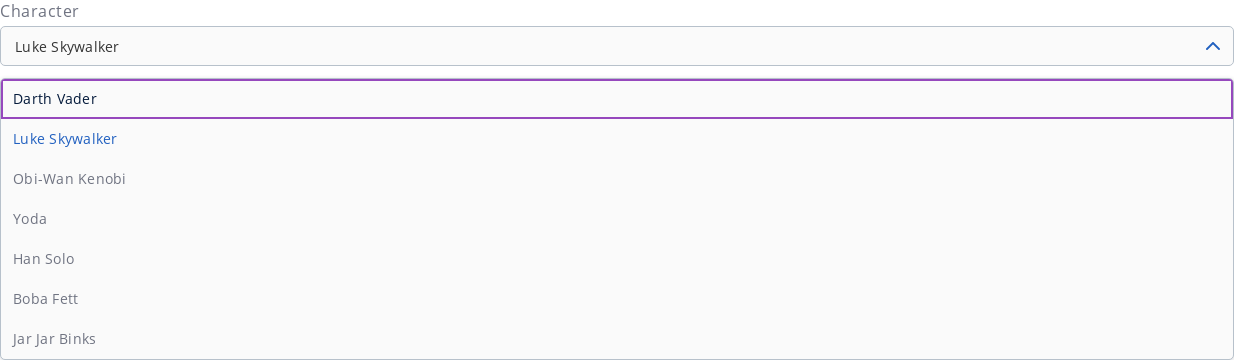 Character
Luke Skywalker
Darth Vader
Luke Skywalker
Obi-Wan Kenobi
Yoda
Han Solo
Boba Fett
Jar Jar Binks